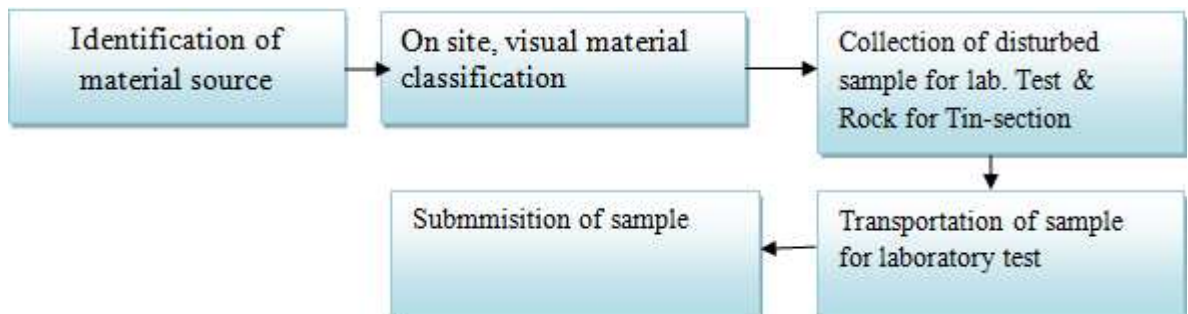 Identification of
material source
On site, visual material
classification
Collection of disturbed
sample for lab. Test &
Rock for Tin-section
Transportation of sample
for laboratory test
Submmisition of sample